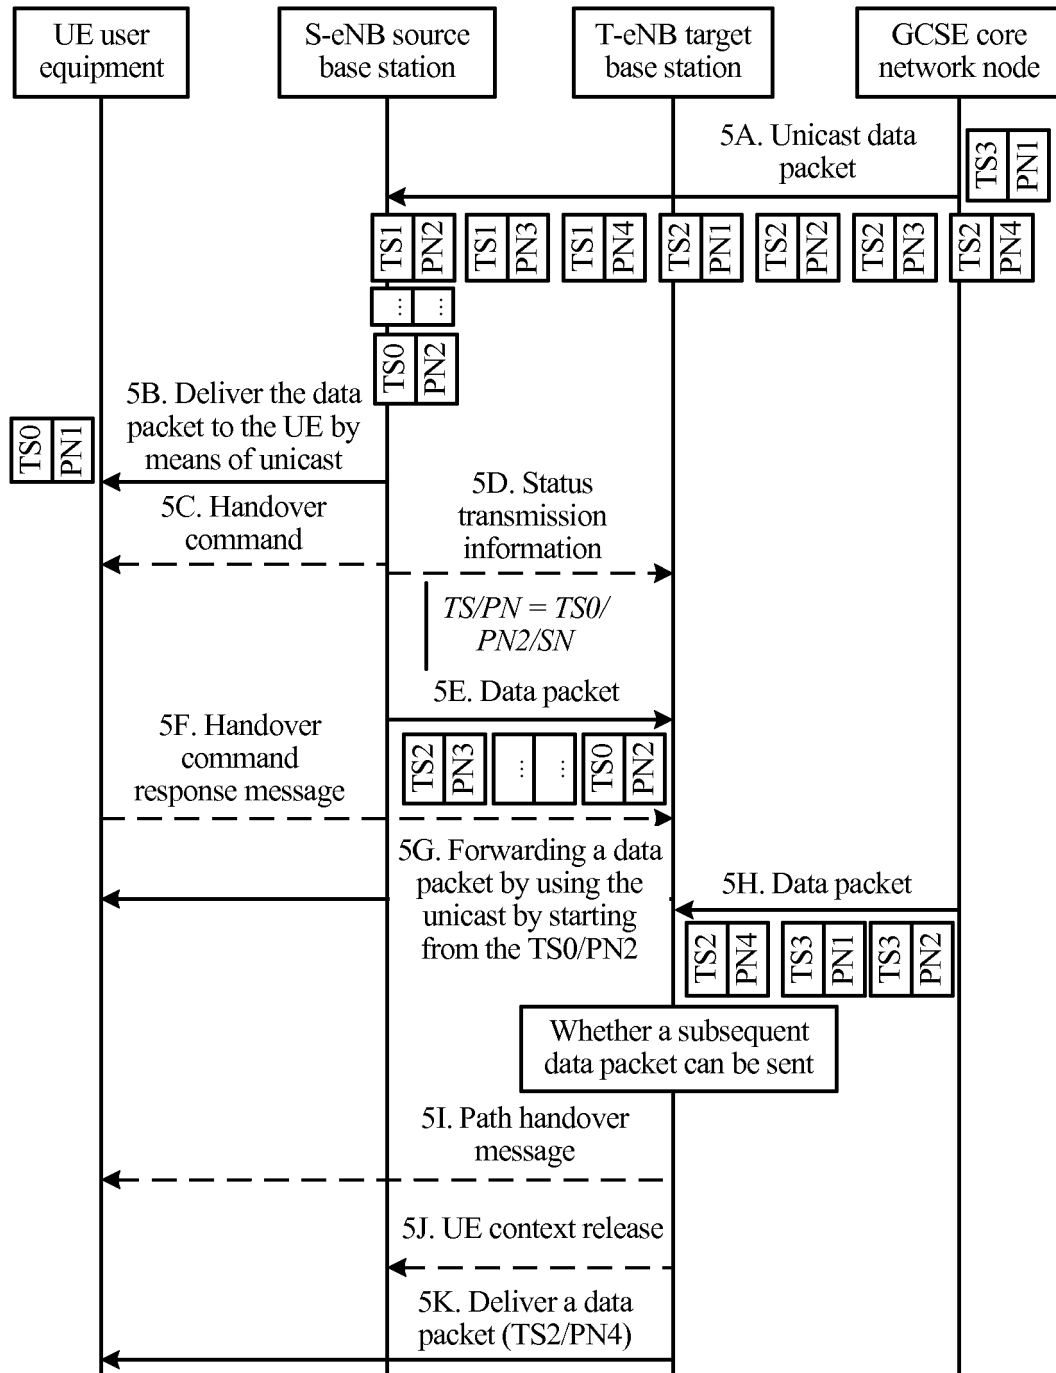 UE user
equipment
S-eNB source
base station
T-eNB target
base station
GCSE core
network node
5A. Unicast data
packet
TS3 PN1
TS1 PN2 TS1 PN3 TS1 PN4 TS2 PN1 TS2 PN2 TS2 PN3 TS2 PN4
... ...
TS0 PN2
5B. Deliver the data
packet to the UE by
means of unicast
TS0 PN1
5C. Handover
command
5D. Status
transmission
information
TS/PN = TS0/
PN2/SN
5E. Data packet
TS2 PN3 ... ... TS0 PN2
5F. Handover
command
response message
5G. Forwarding a data
packet by using the
unicast by starting
from the TS0/PN2
5H. Data packet
TS2 PN4 TS3 PN1 TS3 PN2
Whether a subsequent
data packet can be sent
5I. Path handover
message
5J. UE context release
5K. Deliver a data
packet (TS2/PN4)